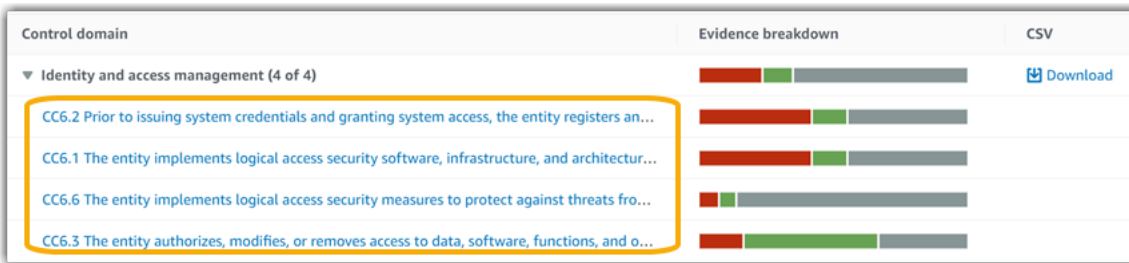 Control domain Evidence breakdown CSV
Identity and access management (4 of 4) Download
CC6.2 Prior to issuing system credentials and granting system access, the entity registers an...
CC6.1 The entity implements logical access security software, infrastructure, and architectur...
CC6.6 The entity implements logical access security measures to protect against threats fro...
CC6.3 The entity authorizes, modifies, or removes access to data, software, functions, and o...